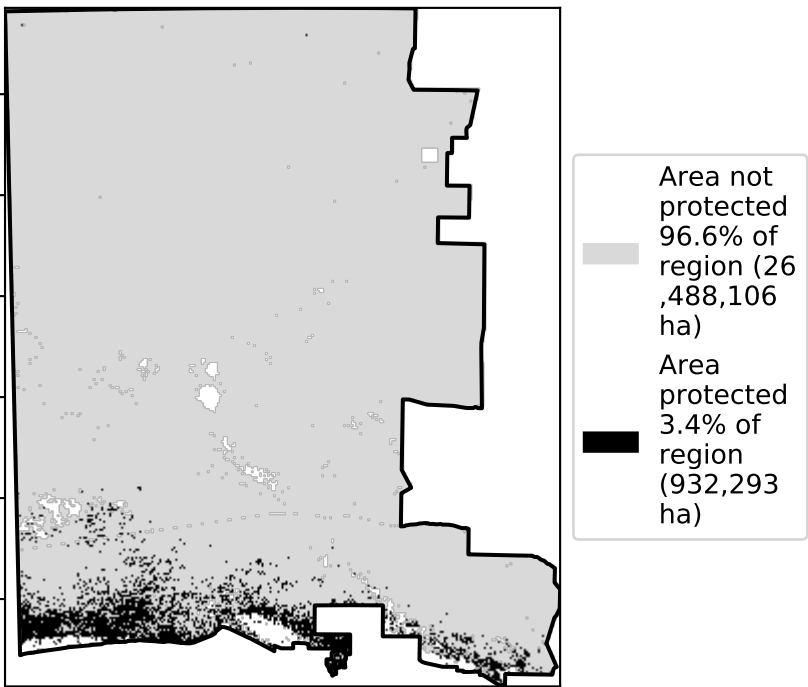 Area not
protected
96.6% of
region (26
,488,106
ha)
Area
protected
3.4% of
region
(932,293
ha)